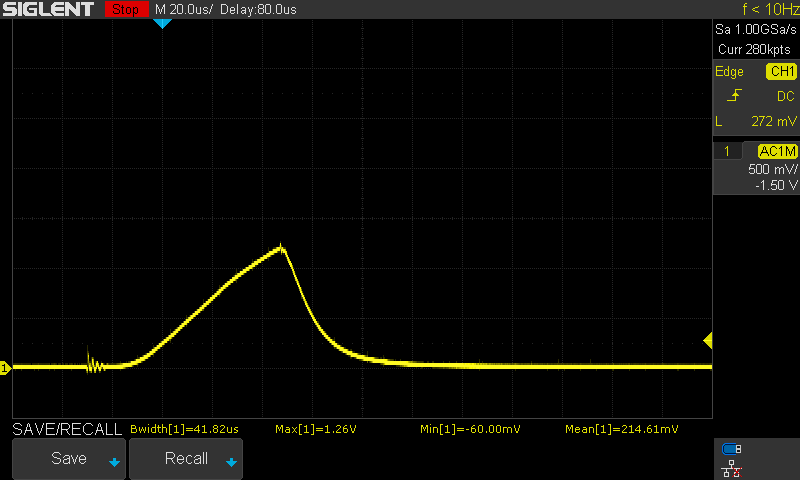 SIGLENT Stop M 20.0us/ Delay:80.0us f < 10Hz
Sa 1.00GSa/s
Curr 280kpts
Edge CH1
DC
L 272 mV
1 AC1M
500 mV/
-1.50 V
1
SAVE/RECALL Bwidth[1]=41.82us Max[1]=1.26V Min[1]=-60.00mV Mean[1]=214.61mV
Save Recall